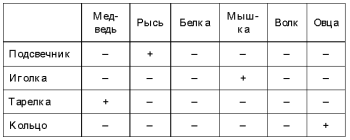 Мед- Рысь Белка Мыш- Волк Овца
ведь ка
Подсвечник – + – – – –
Иголка – – – + – –
Тарелка + – – – – –
Кольцо – – – – – +